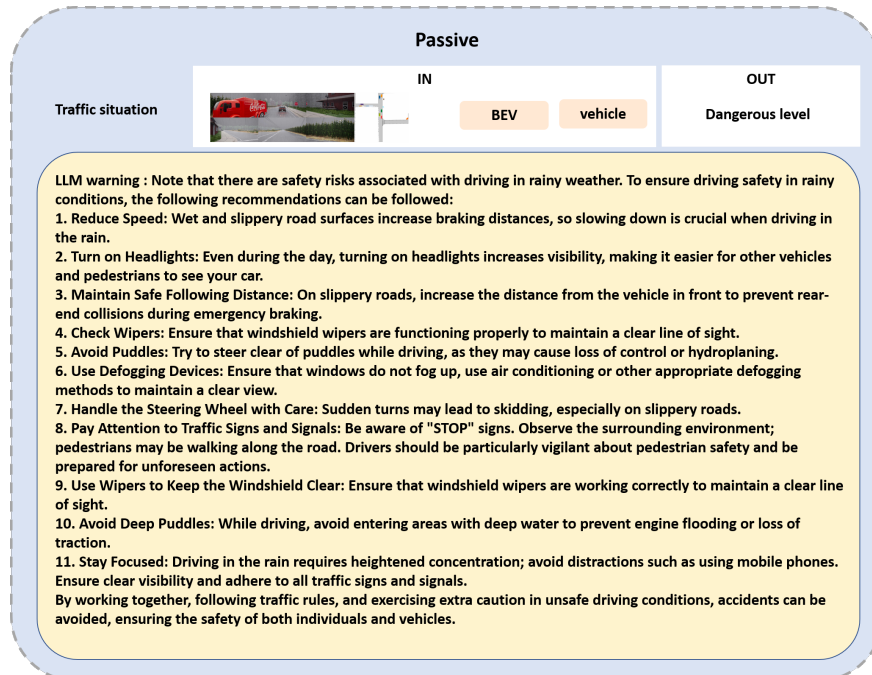 Passive
IN
OUT
Traffic situation
BEV
vehicle
Dangerous level
LLM warning : Note that there are safety risks associated with driving in rainy weather. To ensure driving safety in rainy
conditions, the following recommendations can be followed:
1. Reduce Speed: Wet and slippery road surfaces increase braking distances, so slowing down is crucial when driving in
the rain.
2. Turn on Headlights: Even during the day, turning on headlights increases visibility, making it easier for other vehicles
and pedestrians to see your car.
3. Maintain Safe Following Distance: On slippery roads, increase the distance from the vehicle in front to prevent rear-
end collisions during emergency braking.
4. Check Wipers: Ensure that windshield wipers are functioning properly to maintain a clear line of sight.
5. Avoid Puddles: Try to steer clear of puddles while driving, as they may cause loss of control or hydroplaning.
6. Use Defogging Devices: Ensure that windows do not fog up, use air conditioning or other appropriate defogging
methods to maintain a clear view.
7. Handle the Steering Wheel with Care: Sudden turns may lead to skidding, especially on slippery roads.
8. Pay Attention to Traffic Signs and Signals: Be aware of "STOP" signs. Observe the surrounding environment;
pedestrians may be walking along the road. Drivers should be particularly vigilant about pedestrian safety and be
prepared for unforeseen actions.
9. Use Wipers to Keep the Windshield Clear: Ensure that windshield wipers are working correctly to maintain a clear line
of sight.
10. Avoid Deep Puddles: While driving, avoid entering areas with deep water to prevent engine flooding or loss of
traction.
11. Stay Focused: Driving in the rain requires heightened concentration; avoid distractions such as using mobile phones.
Ensure clear visibility and adhere to all traffic signs and signals.
By working together, following traffic rules, and exercising extra caution in unsafe driving conditions, accidents can be
avoided, ensuring the safety of both individuals and vehicles.